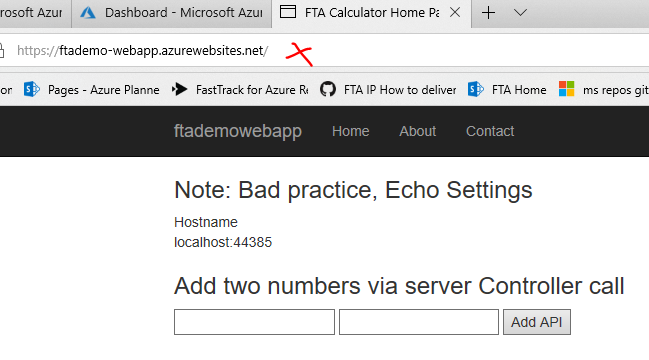 rosoft Azur Dashboard - Microsoft Azur FTA Calculator Home Pa
https://ftademo-webapp.azurewebsites.net/
on Pages - Azure Planne FastTrack for Azure Re FTA IP How to deliver FTA Home ms repos git
ftademowebapp Home About Contact
Note: Bad practice, Echo Settings
Hostname
localhost:44385
Add two numbers via server Controller call
Add API